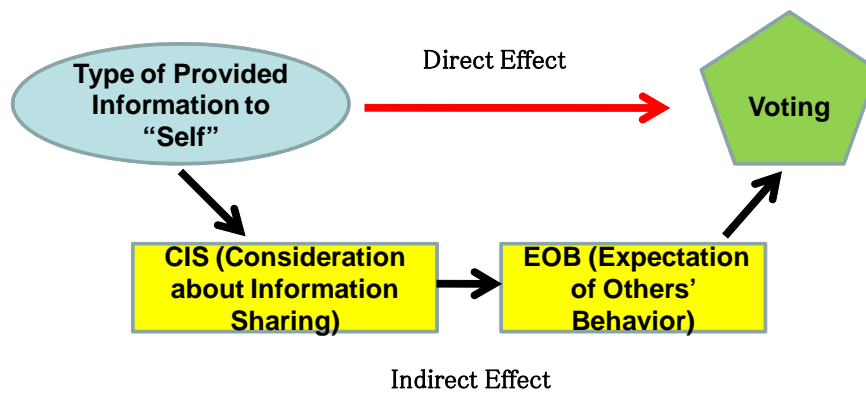 Type of Provided
Information to
“Self”
Direct Effect
Voting
CIS (Consideration
about Information
Sharing)
EOB (Expectation
of Others’
Behavior)
Indirect Effect